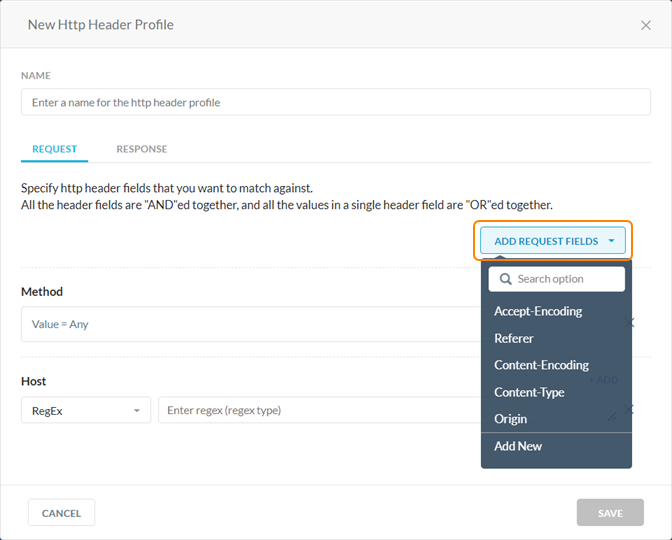 New Http Header Profile
NAME
Enter a name for the http header profile
REQUEST RESPONSE
Specify http header fields that you want to match against.
All the header fields are "AND"ed together, and all the values in a single header field are "OR"ed together.
ADD REQUEST FIELDS
Search option
Accept-Encoding
Referer
Content-Encoding
Content-Type
Origin
Add New
Method
Value = Any
Host
+ ADD
RegEx
Enter regex (regex type)
CANCEL
SAVE